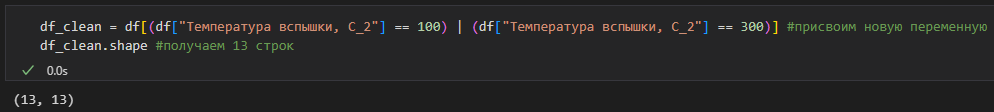 df_clean = df[(df["Температура вспышки, С_2"] == 100) | (df["Температура вспышки, С_2"] == 300)] #присвоим новую переменную
df_clean.shape #получаем 13 строк
0.0s
(13, 13)